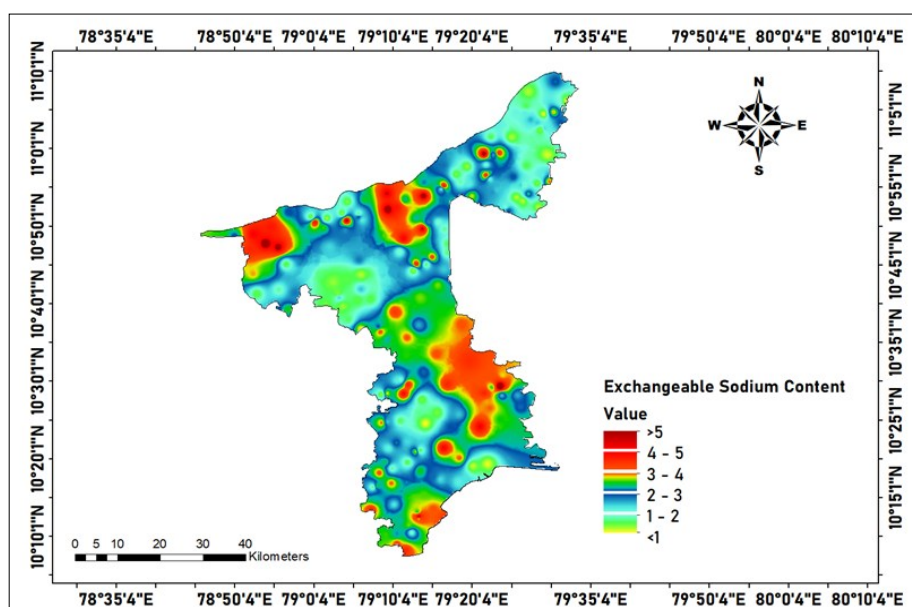 78°35'4"E 78°50'4"E 79°0'4"E 79°10'4"E 79°20'4"E 79°35'4"E 79°50'4"E 80°0'4"E 80°10'4"E
11°10'1"N
11°0'1"N
10°50'1"N
10°40'1"N
10°30'1"N
10°20'1"N
10°10'1"N
N
W E
S
11°5'1"N
10°55'1"N
10°45'1"N
10°35'1"N
10°25'1"N
10°15'1"N
Exchangeable Sodium Content
Value
>5
4 - 5
3 - 4
2 - 3
1 - 2
<1
0 5 10 20 30 40
Kilometers
78°35'4"E 78°50'4"E 79°0'4"E 79°10'4"E 79°20'4"E 79°35'4"E 79°50'4"E 80°0'4"E 80°10'4"E